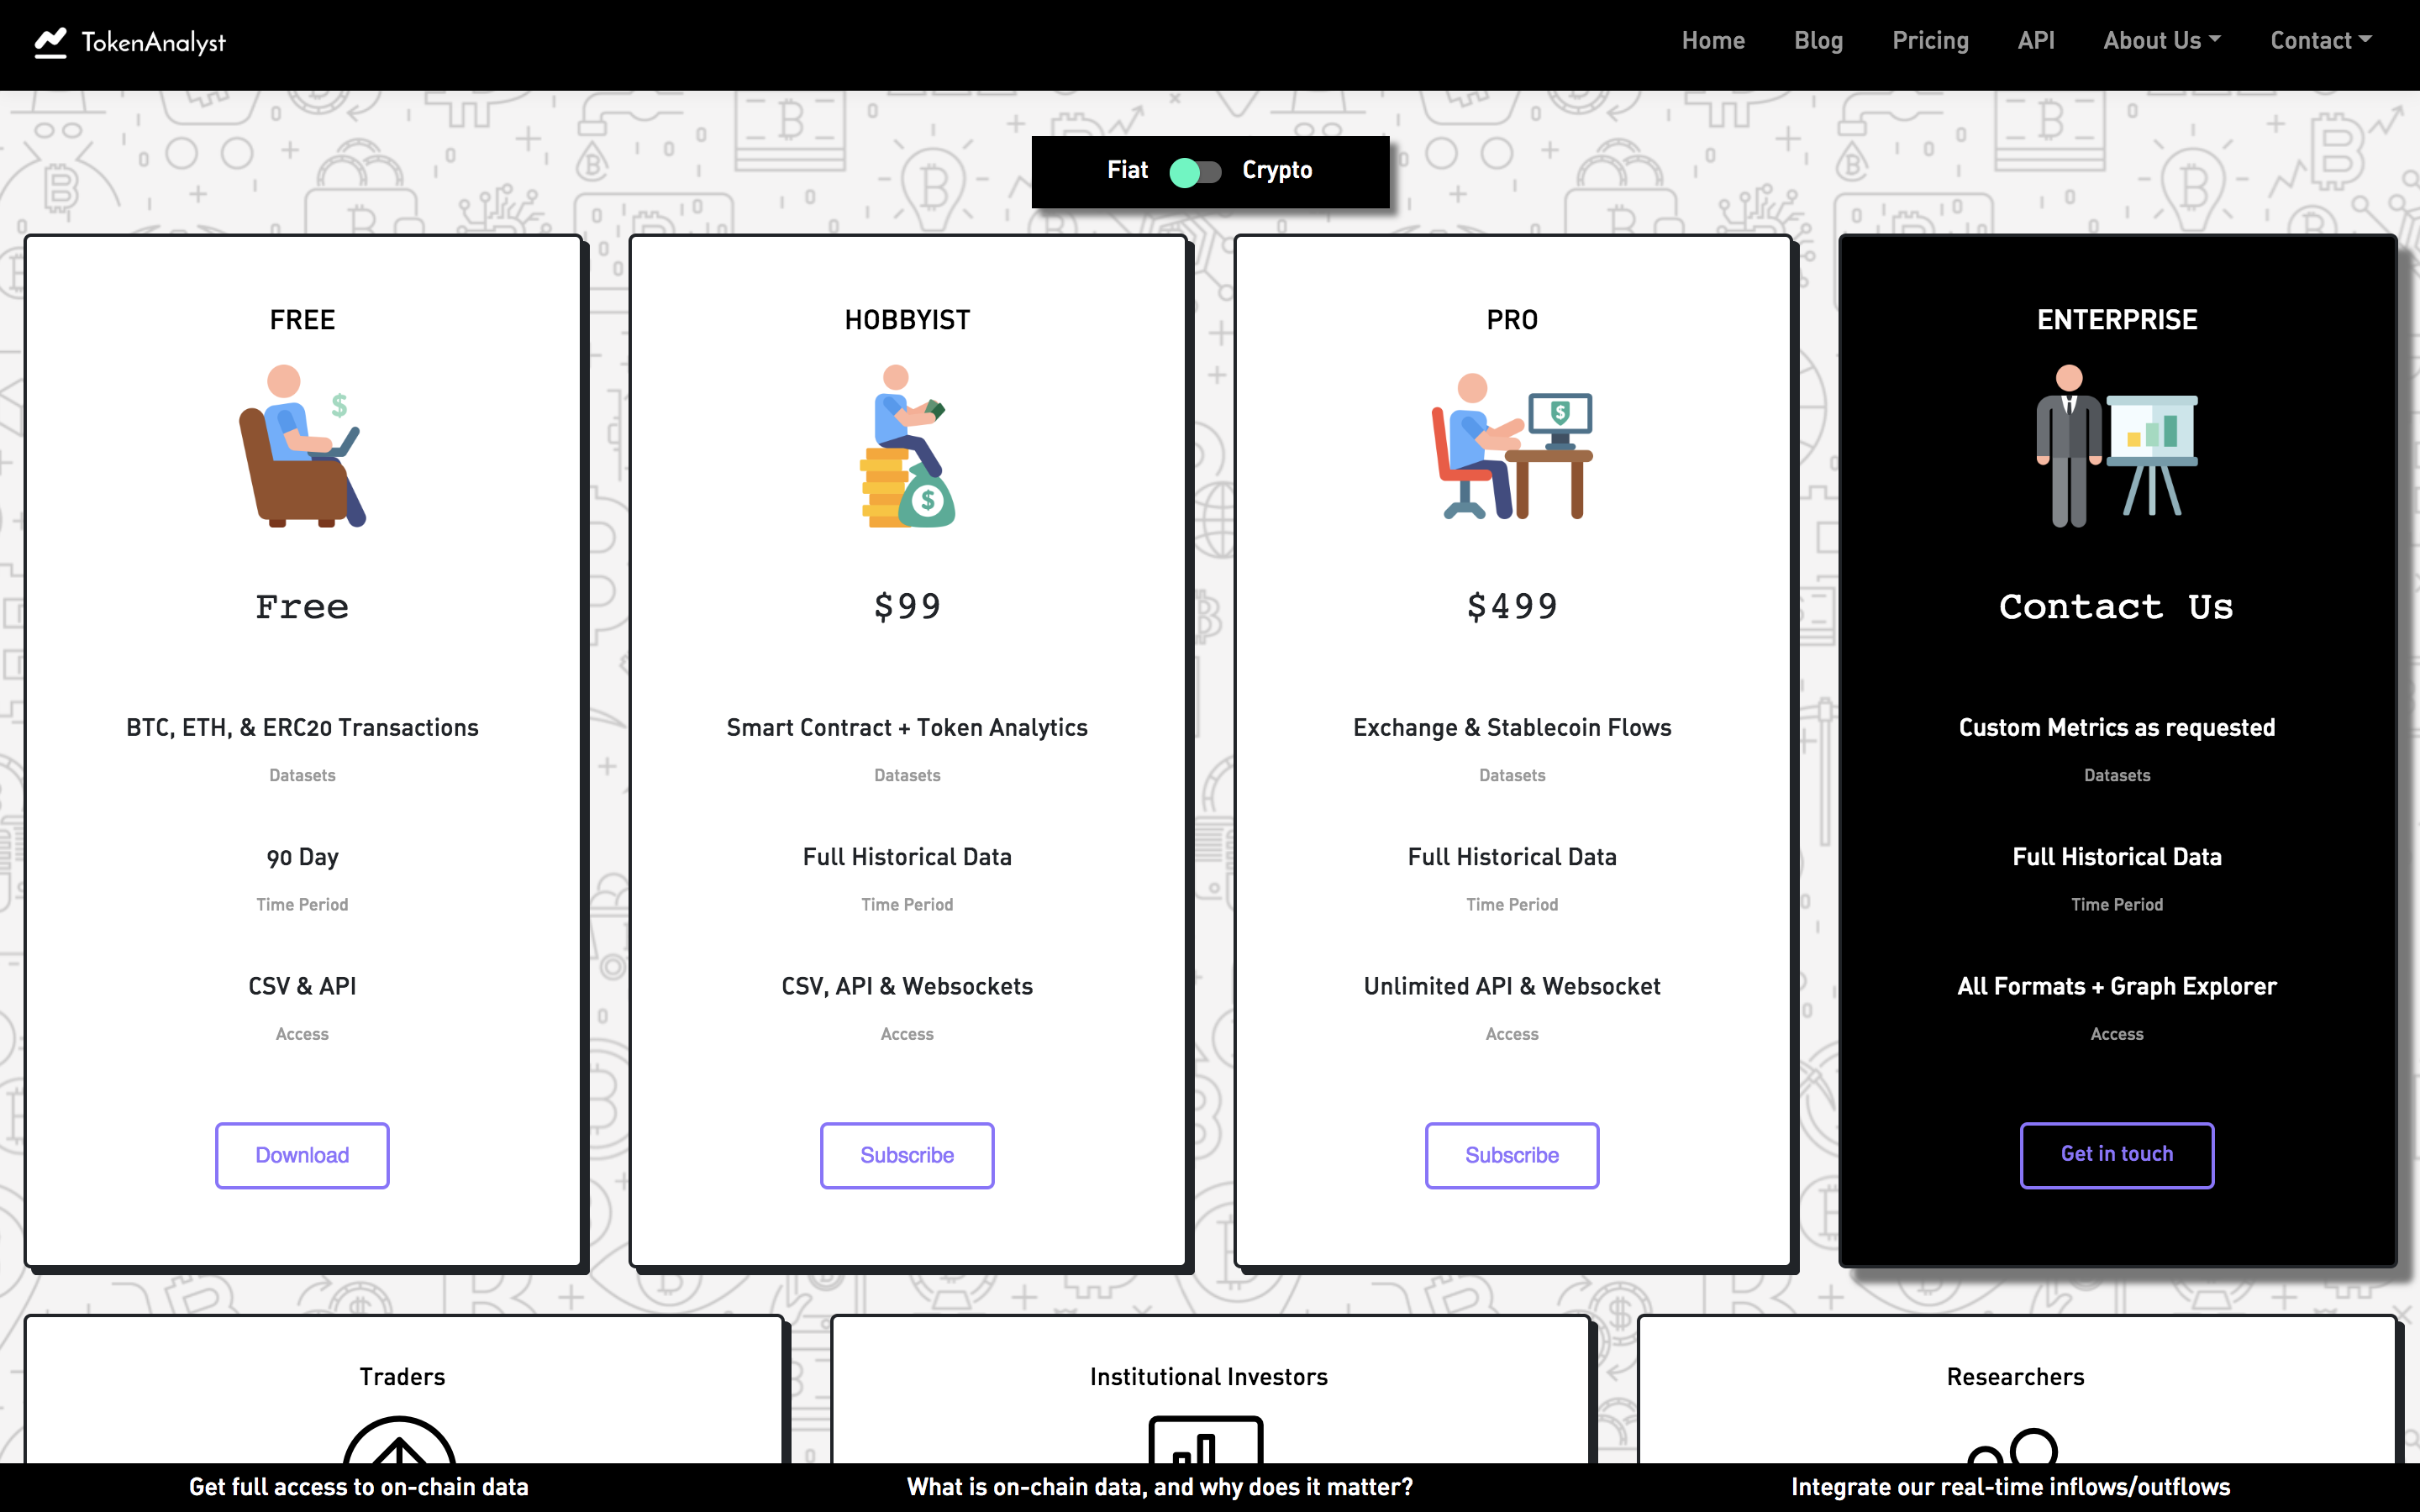 TokenAnalyst
Home Blog Pricing API About Us Contact
Fiat Crypto
FREE
Free
BTC, ETH, & ERC20 Transactions
Datasets
90 Day
Time Period
CSV & API
Access
Download
HOBBYIST
$99
Smart Contract + Token Analytics
Datasets
Full Historical Data
Time Period
CSV, API & Websockets
Access
Subscribe
PRO
$499
Exchange & Stablecoin Flows
Datasets
Full Historical Data
Time Period
Unlimited API & Websocket
Access
Subscribe
ENTERPRISE
Contact Us
Custom Metrics as requested
Datasets
Full Historical Data
Time Period
All Formats + Graph Explorer
Access
Get in touch
Traders
Institutional Investors
Researchers
Get full access to on-chain data
What is on-chain data, and why does it matter?
Integrate our real-time inflows/outflows